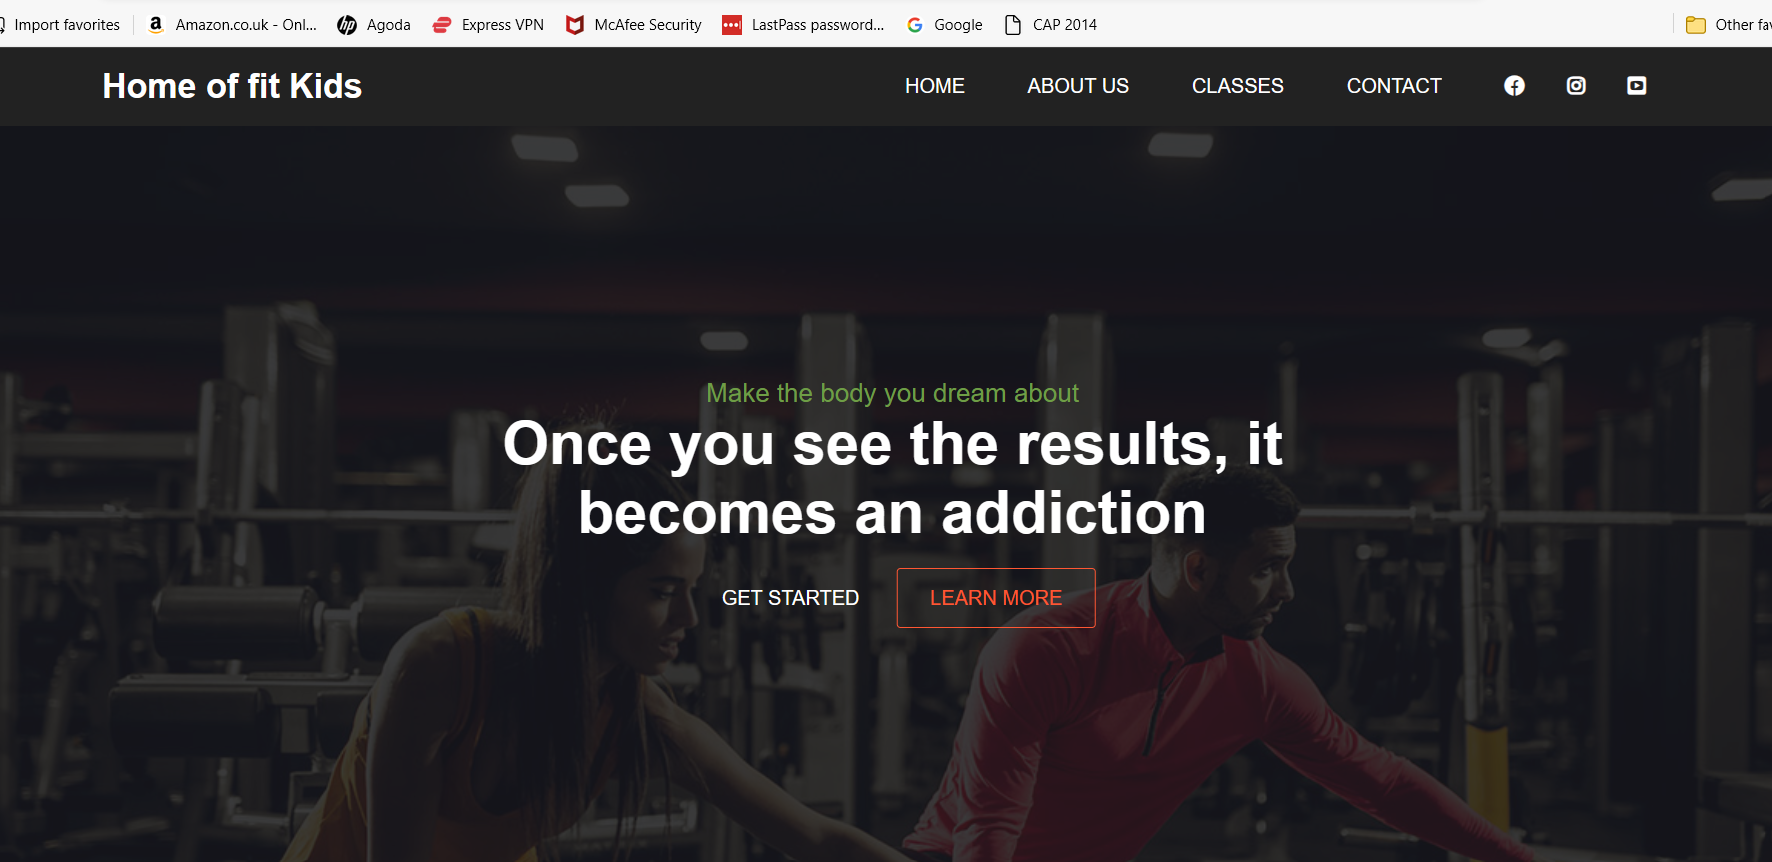 Import favorites Amazon.co.uk - Onl... Agoda Express VPN McAfee Security LastPass password... Google CAP 2014 Other
Home of fit Kids HOME ABOUT US CLASSES CONTACT
Make the body you dream about
Once you see the results, it
becomes an addiction
GET STARTED LEARN MORE